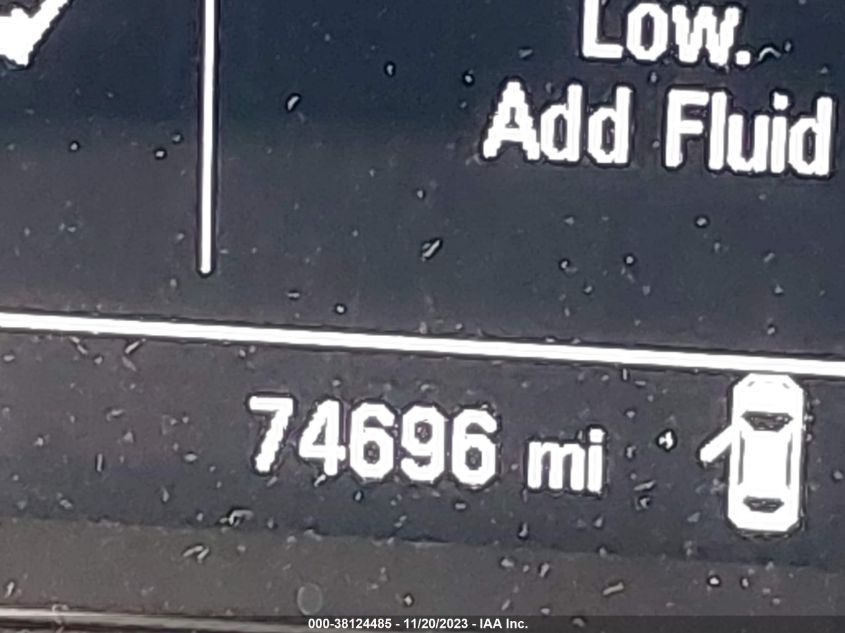 Low.
Add Fluid
74696 mi
000-38124485 - 11/20/2023 - IAA Inc.